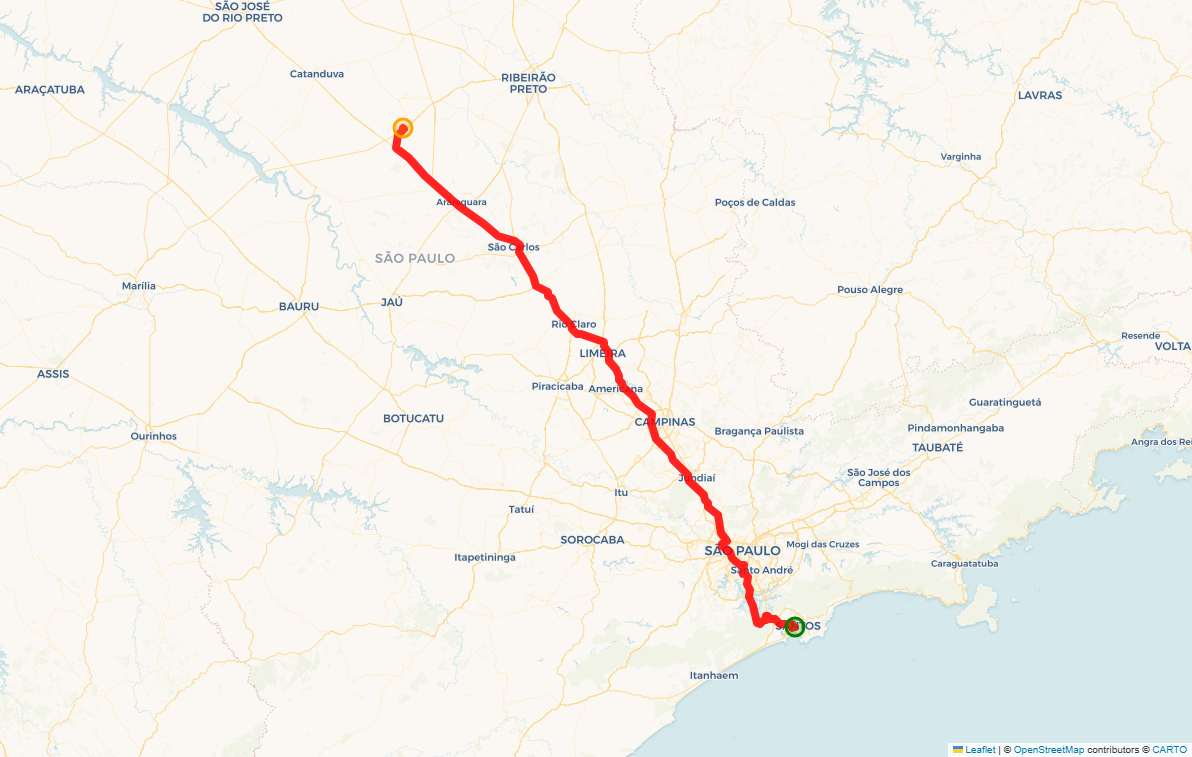 SÃO JOSÉ
DO RIO PRETO
Catanduva
RIBEIRÃO
PRETO
ARAÇATUBA
LAVRAS
Varginha
Araraquara
Poços de Caldas
São Carlos
SÃO PAULO
Marília
BAURU
JAÚ
Pouso Alegre
Rio Claro
Resende
VOLTA
LIMEIRA
ASSIS
Piracicaba
Americana
Guaratinguetá
BOTUCATU
CAMPINAS
Bragança Paulista
Pindamonhangaba
Ourinhos
TAUBATÉ
Angra dos Rei
São José dos
Campos
Jundiaí
Itu
Tatuí
SOROCABA
Mogi das Cruzes
SÃO PAULO
Itapetininga
Santo André
Caraguatatuba
SANTOS
Itanhaem
Leaflet | © OpenStreetMap contributors © CARTO